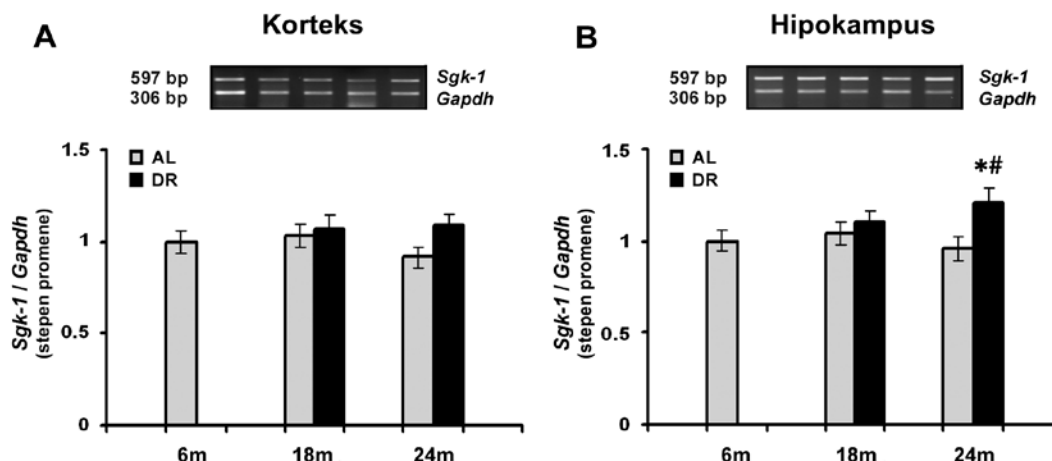 A
Korteks
597 bp
306 bp
Sgk-1
Gapdh
Sgk-1 / Gapdh
(stepen promene)
1.5
1
0.5
0
AL
DR
6m
18m
24m
B
Hipokampus
597 bp
306 bp
Sgk-1
Gapdh
Sgk-1 / Gapdh
(stepen promene)
1.5
1
0.5
0
AL
DR
*#
6m
18m
24m